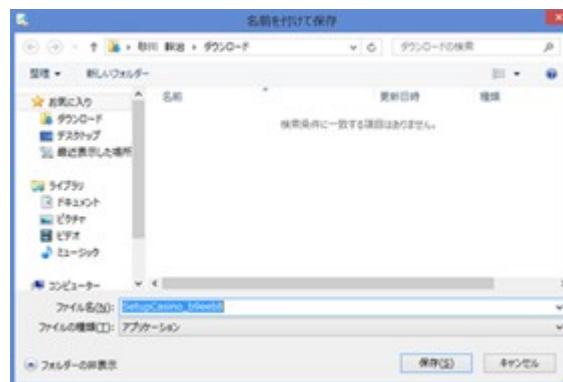 名前を付けて保存
ダウンロード
ダウンロードの検索
整理 ▼ 新しいフォルダー
名前 更新日時 種類
検索条件に一致する項目はありません。
お気に入り
ダウンロード
デスクトップ
最近表示した場所
ライブラリ
ドキュメント
ピクチャ
ビデオ
ミュージック
コンピューター
ファイル名(N): SetupCasino_b9eeb8
ファイルの種類(T): アプリケーション
フォルダーの非表示
保存(S) キャンセル